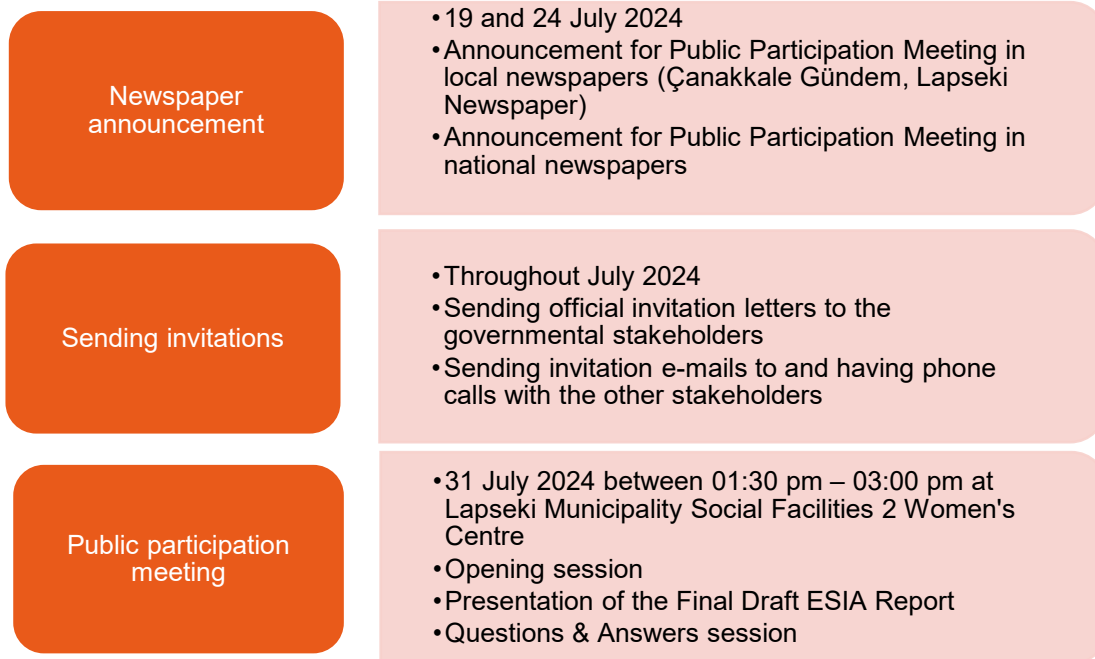 Newspaper
announcement
•19 and 24 July 2024
•Announcement for Public Participation Meeting in
local newspapers (Çanakkale Gündem, Lapseki
Newspaper)
•Announcement for Public Participation Meeting in
national newspapers
Sending invitations
•Throughout July 2024
•Sending official invitation letters to the
governmental stakeholders
•Sending invitation e-mails to and having phone
calls with the other stakeholders
Public participation
meeting
•31 July 2024 between 01:30 pm – 03:00 pm at
Lapseki Municipality Social Facilities 2 Women's
Centre
•Opening session
•Presentation of the Final Draft ESIA Report
•Questions & Answers session